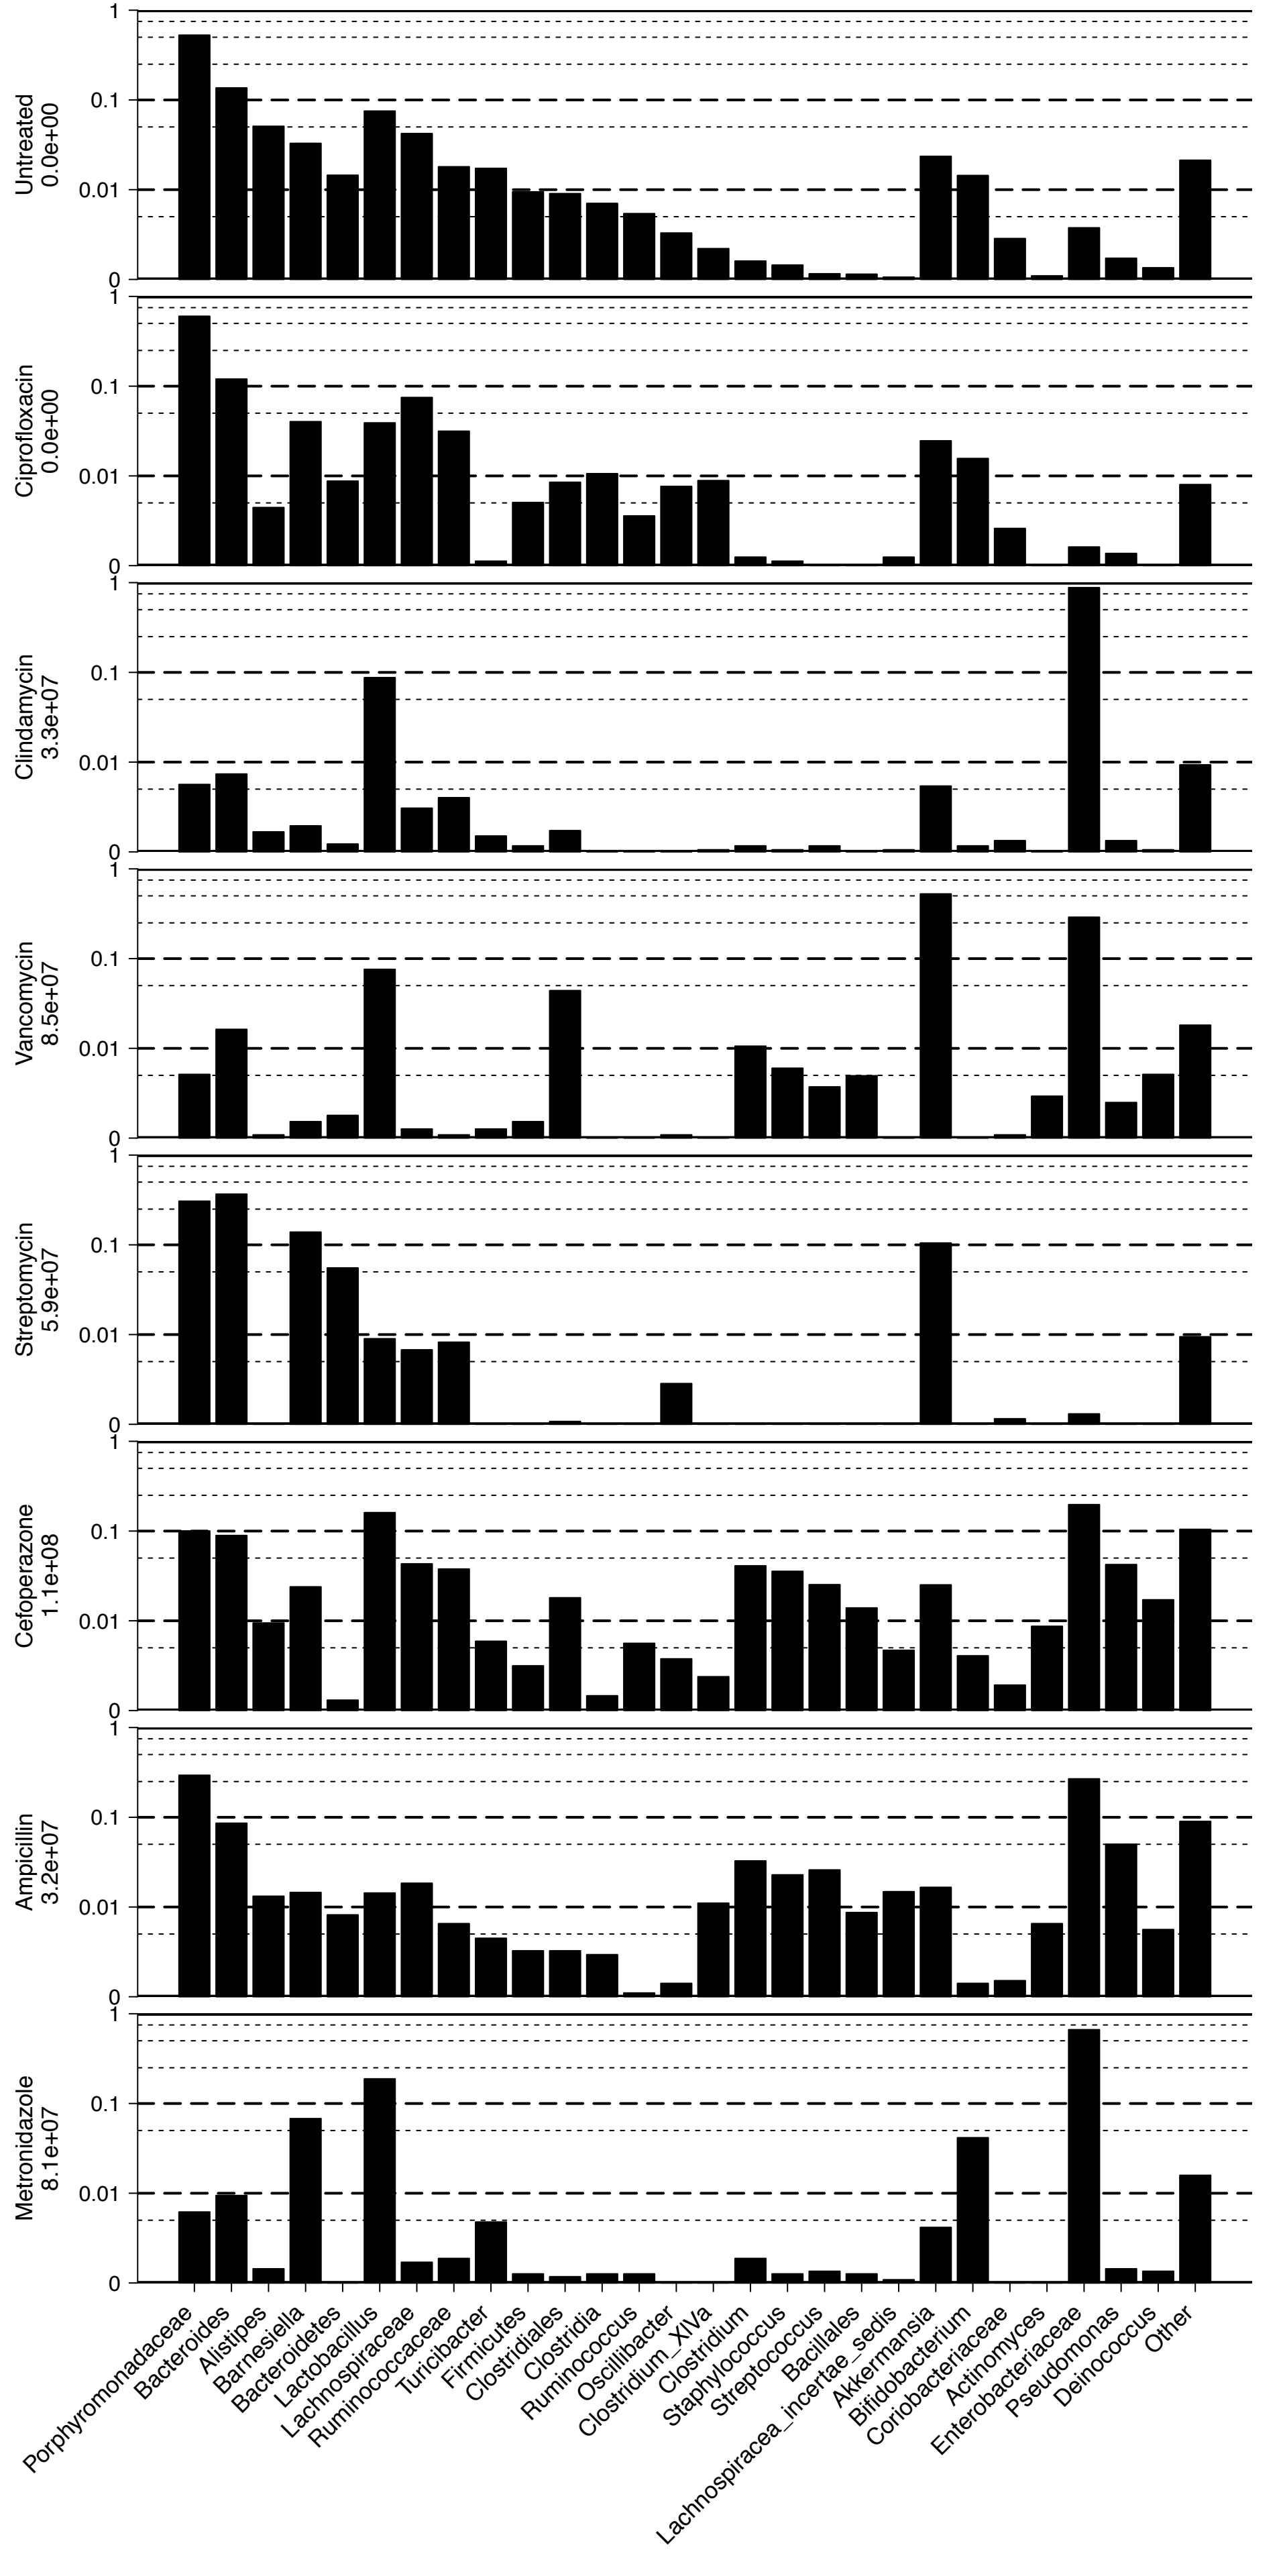 Untreated
0.0e+00
1
0.1
0.01
0
Ciprofloxacin
0.0e+00
1
0.1
0.01
0
Clindamycin
3.3e+07
1
0.1
0.01
0
Vancomycin
8.5e+07
1
0.1
0.01
0
Streptomycin
5.9e+07
1
0.1
0.01
0
Cefoperazone
1.1e+08
1
0.1
0.01
0
Ampicillin
3.2e+07
1
0.1
0.01
0
Metronidazole
8.1e+07
1
0.1
0.01
0
Porphyromonadaceae
Bacteroides
Alistipes
Barnesiella
Bacteroidetes
Lactobacillus
Lachnospiraceae
Ruminococcaceae
Turicibacter
Firmicutes
Clostridiales
Clostridia
Ruminococcus
Oscillibacter
Clostridium_XIVa
Clostridium
Staphylococcus
Streptococcus
Bacillales
Lachnospiracea_incertae_sedis
Akkermansia
Bifidobacterium
Coriobacteriaceae
Actinomyces
Enterobacteriaceae
Pseudomonas
Deinococcus
Other